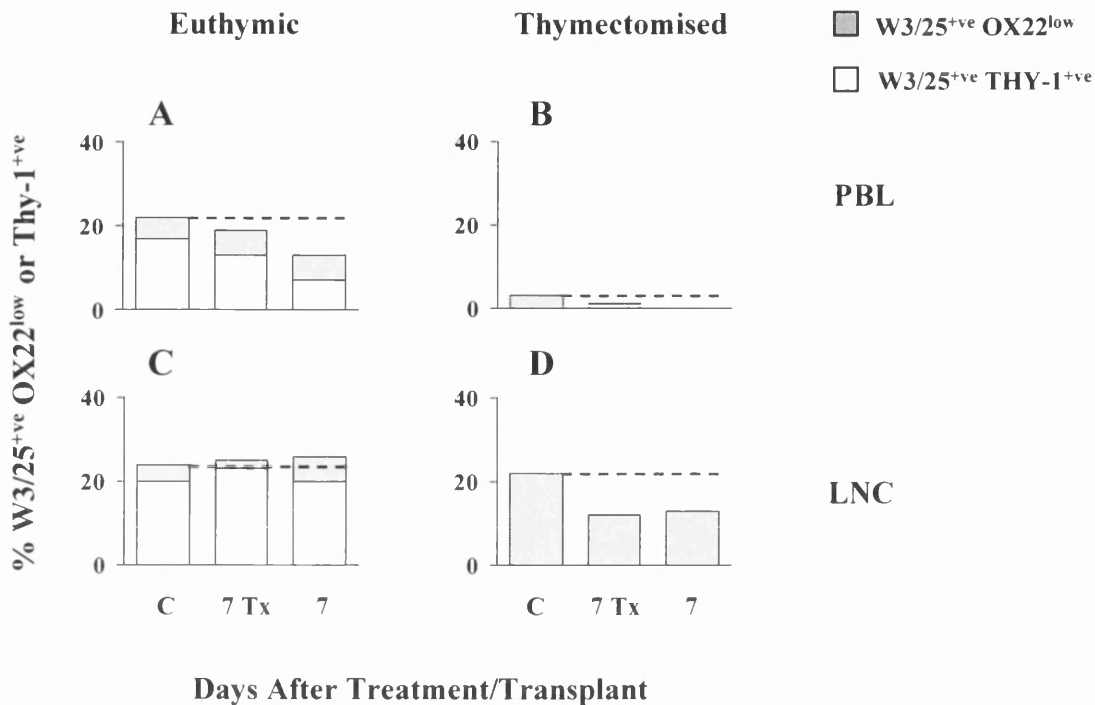 Euthymic
Thymectomised
W3/25+ve OX22low
W3/25+ve THY-1+ve
% W3/25+ve OX22low or Thy-1+ve
A
40
20
0
B
40
20
0
PBL
C
40
20
0
C
7 Tx
7
D
40
20
0
C
7 Tx
7
LNC
Days After Treatment/Transplant